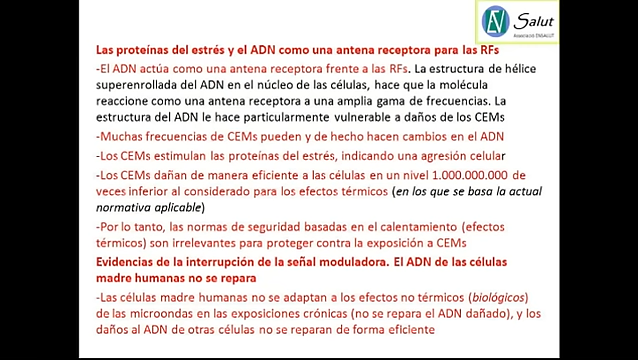 Salut
Associació ENSALUT
Las proteínas del estrés y el ADN como una antena receptora para las RFs
-El ADN actúa como una antena receptora frente a las RFs. La estructura de hélice
superenrollada del ADN en el núcleo de las células, hace que la molécula
reaccione como una antena receptora a una amplia gama de frecuencias. La
estructura del ADN le hace particularmente vulnerable a daños de los CEMs
-Muchas frecuencias de CEMs pueden y de hecho hacen cambios en el ADN
-Los CEMs estimulan las proteínas del estrés, indicando una agresión celular
-Los CEMs dañan de manera eficiente a las células en un nivel 1.000.000.000 de
veces inferior al considerado para los efectos térmicos (en los que se basa la actual
normativa aplicable)
-Por lo tanto, las normas de seguridad basadas en el calentamiento (efectos
térmicos) son irrelevantes para proteger contra la exposición a CEMs
Evidencias de la interrupción de la señal moduladora. El ADN de las células
madre humanas no se repara
-Las células madre humanas no se adaptan a los efectos no térmicos (biológicos)
de las microondas en las exposiciones crónicas (no se repara el ADN dañado), y los
daños al ADN de otras células no se reparan de forma eficiente